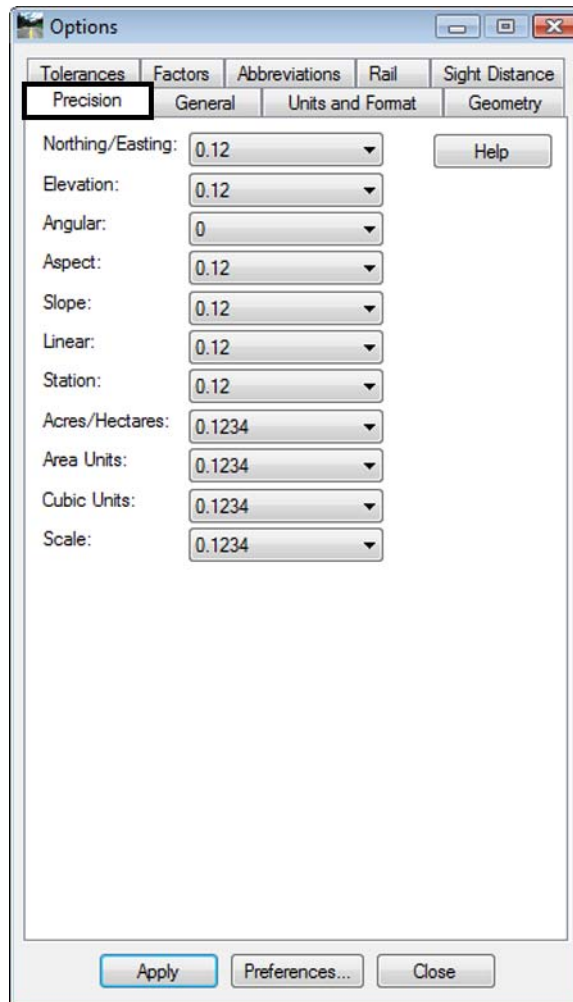 Options
Tolerances Factors Abbreviations Rail Sight Distance
Precision General Units and Format Geometry
Northing/Easting: 0.12 Help
Elevation: 0.12
Angular: 0
Aspect: 0.12
Slope: 0.12
Linear: 0.12
Station: 0.12
Acres/Hectares: 0.1234
Area Units: 0.1234
Cubic Units: 0.1234
Scale: 0.1234
Apply Preferences... Close